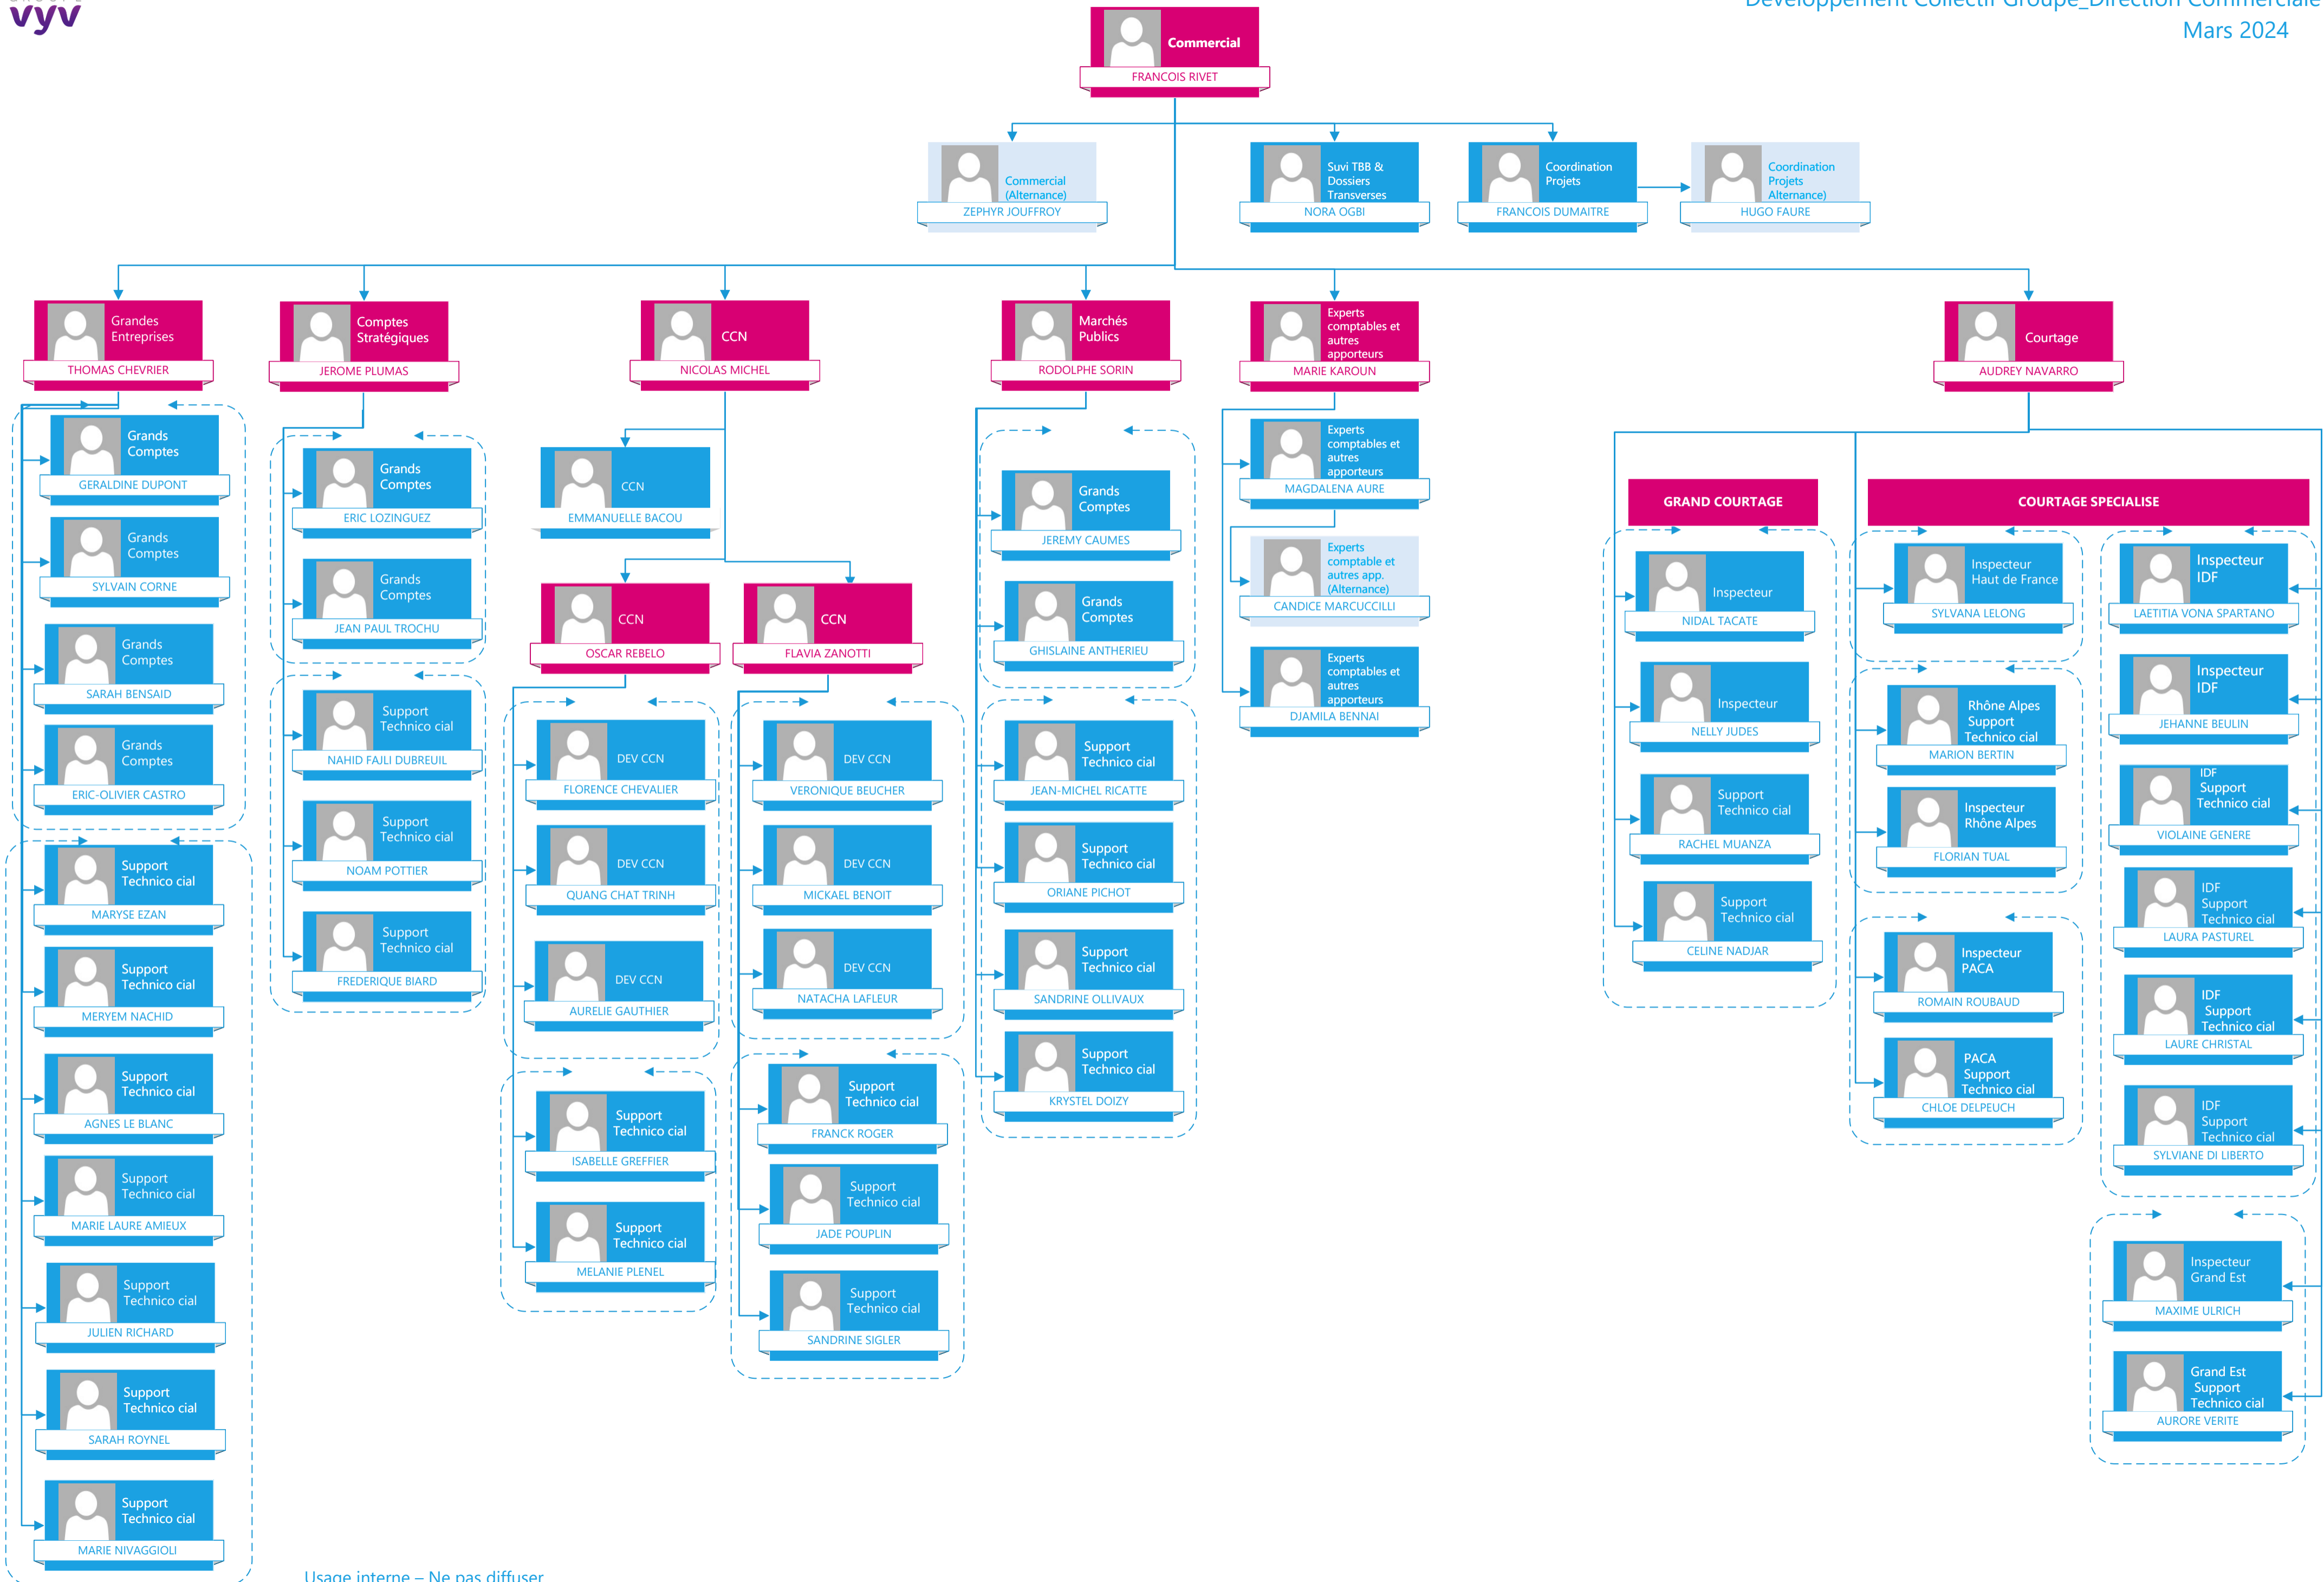 vyv
Développement Collectif Groupe_Direction Commerciale
Mars 2024
Commercial
FRANCOIS RIVET
Commercial
(Alternance)
ZEPHYR JOUFFROY
Suvi TBB &
Dossiers
Transverses
NORA OGBI
Coordination
Projets
FRANCOIS DUMAITRE
Coordination
Projets
Alternance)
HUGO FAURE
Grandes
Entreprises
THOMAS CHEVRIER
Comptes
Stratégiques
JEROME PLUMAS
CCN
NICOLAS MICHEL
Marchés
Publics
RODOLPHE SORIN
Experts
comptables et
autres
apporteurs
MARIE KAROUN
Courtage
AUDREY NAVARRO
Grands
Comptes
GERALDINE DUPONT
Grands
Comptes
SYLVAIN CORNE
Grands
Comptes
SARAH BENSAID
Grands
Comptes
ERIC-OLIVIER CASTRO
Support
Technico cial
MARYSE EZAN
Support
Technico cial
MERYEM NACHID
Support
Technico cial
AGNES LE BLANC
Support
Technico cial
MARIE LAURE AMIEUX
Support
Technico cial
JULIEN RICHARD
Support
Technico cial
SARAH ROYNEL
Support
Technico cial
MARIE NIVAGGIOLI
Grands
Comptes
ERIC LOZINGUEZ
Grands
Comptes
JEAN PAUL TROCHU
Support
Technico cial
NAHID FAJLI DUBREUIL
Support
Technico cial
NOAM POTTIER
Support
Technico cial
FREDERIQUE BIARD
CCN
EMMANUELLE BACOU
CCN
OSCAR REBELO
CCN
FLAVIA ZANOTTI
DEV CCN
FLORENCE CHEVALIER
DEV CCN
QUANG CHAT TRINH
DEV CCN
AURELIE GAUTHIER
Support
Technico cial
ISABELLE GREFFIER
Support
Technico cial
MELANIE PLENEL
DEV CCN
VERONIQUE BEUCHER
DEV CCN
MICKAEL BENOIT
DEV CCN
NATACHA LAFLEUR
Support
Technico cial
FRANCK ROGER
Support
Technico cial
JADE POUPLIN
Support
Technico cial
SANDRINE SIGLER
Grands
Comptes
JEREMY CAUMES
Grands
Comptes
GHISLAINE ANTHERIEU
Support
Technico cial
JEAN-MICHEL RICATTE
Support
Technico cial
ORIANE PICHOT
Support
Technico cial
SANDRINE OLLIVAUX
Support
Technico cial
KRYSTEL DOIZY
Experts
comptables et
autres
apporteurs
MAGDALENA AURE
Experts
comptable et
autres app.
(Alternance)
CANDICE MARCUCCILLI
Experts
comptables et
autres
apporteurs
DJAMILA BENNAI
GRAND COURTAGE
Inspecteur
NIDAL TACATE
Inspecteur
NELLY JUDES
Support
Technico cial
RACHEL MUANZA
Support
Technico cial
CELINE NADJAR
COURTAGE SPECIALISE
Inspecteur
Haut de France
SYLVANA LELONG
Rhône Alpes
Support
Technico cial
MARION BERTIN
Inspecteur
Rhône Alpes
FLORIAN TUAL
Inspecteur
PACA
ROMAIN ROUBAUD
PACA
Support
Technico cial
CHLOE DELPEUCH
Inspecteur
IDF
LAETITIA VONA SPARTANO
Inspecteur
IDF
JEHANNE BEULIN
IDF
Support
Technico cial
VIOLAINE GENERE
IDF
Support
Technico cial
LAURA PASTUREL
IDF
Support
Technico cial
LAURE CHRISTAL
IDF
Support
Technico cial
SYLVIANE DI LIBERTO
Inspecteur
Grand Est
MAXIME ULRICH
Grand Est
Support
Technico cial
AURORE VERITE
Usage interne – Ne pas diffuser